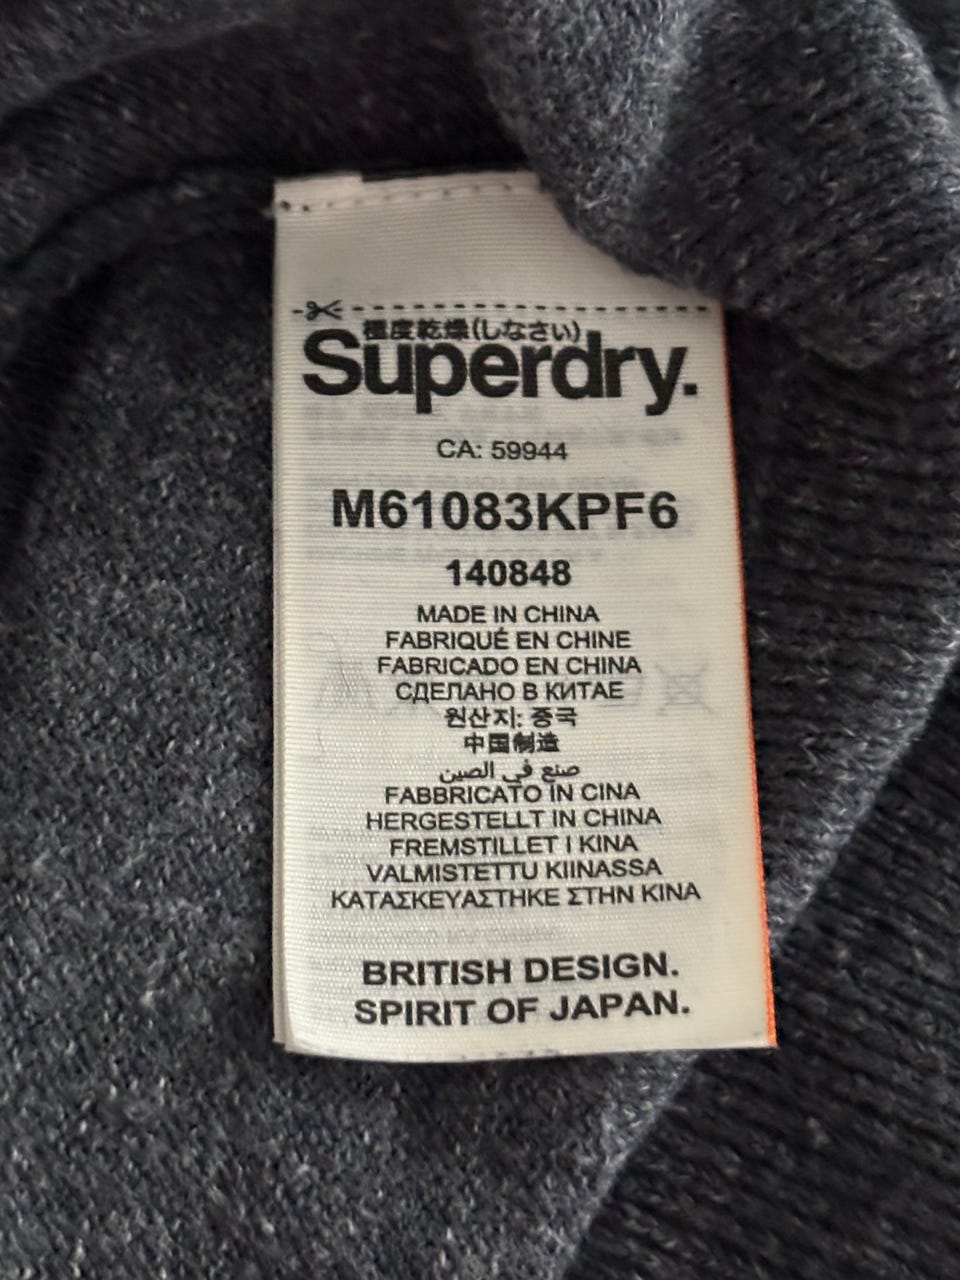 極度乾燥(しなさい)
Superdry.
CA: 59944
M61083KPF6
140848
MADE IN CHINA
FABRIQUÉ EN CHINE
FABRICADO EN CHINA
СДЕЛАНО В КИТАЕ
원산지: 중국
中国制造
صنع في الصين
FABBRICATO IN CINA
HERGESTELLT IN CHINA
FREMSTILLET I KINA
VALMISTETTU KIINASSA
ΚΑΤΑΣΚΕΥΑΣΤΗΚΕ ΣΤΗΝ ΚΙΝΑ
BRITISH DESIGN.
SPIRIT OF JAPAN.